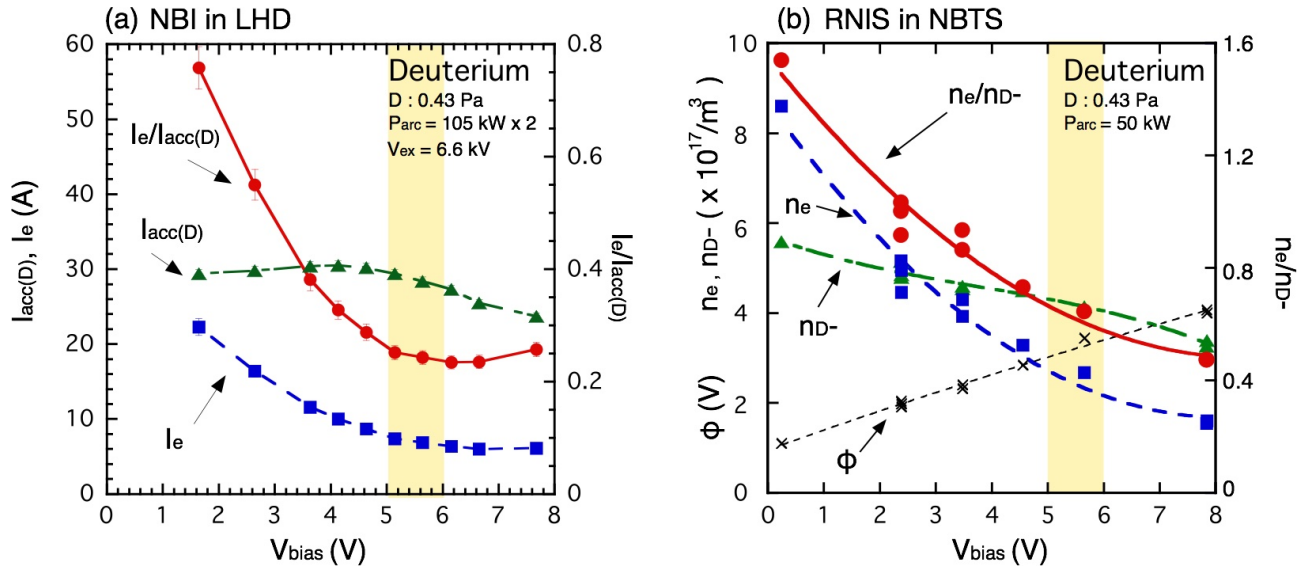 (a) NBI in LHD
60
50
40
30
20
10
0
Iacc(D), Ie (A)
0.8
0.6
0.4
0.2
0
Ie/Iacc(D)
0 1 2 3 4 5 6 7 8
Vbias (V)
Deuterium
D : 0.43 Pa
Parc = 105 kW x 2
Vex = 6.6 kV
Ie/Iacc(D)
Iacc(D)
Ie
(b) RNIS in NBTS
10
8
6
4
2
0
Φ (V) ne , nD- ( x 10¹⁷/m³ )
1.6
1.2
0.8
0.4
0
ne/nD-
0 1 2 3 4 5 6 7 8
Vbias (V)
Deuterium
D : 0.43 Pa
Parc = 50 kW
ne/nD-
ne
nD-
Φ